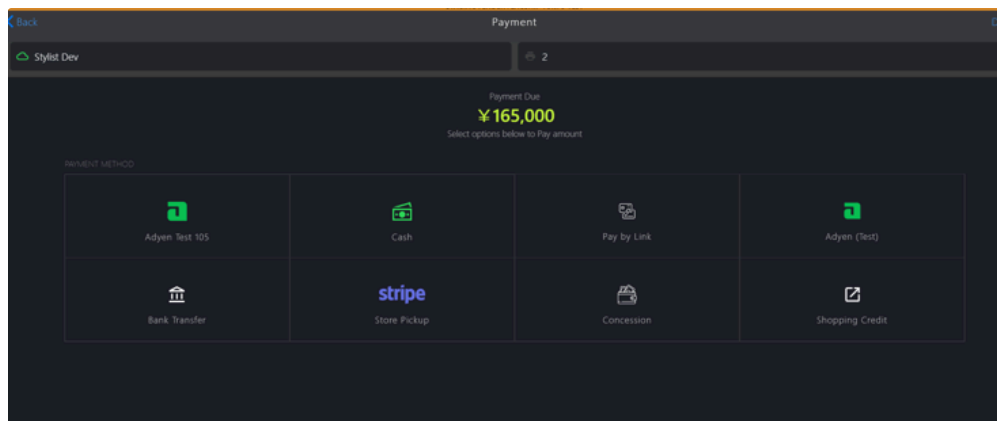 Back
Payment
Stylist Dev
2
Payment Due
¥165,000
Select options below to Pay amount
PAYMENT METHOD
Adyen Test 105
Cash
Pay by Link
Adyen (Test)
stripe
Bank Transfer
Store Pickup
Concession
Shopping Credit